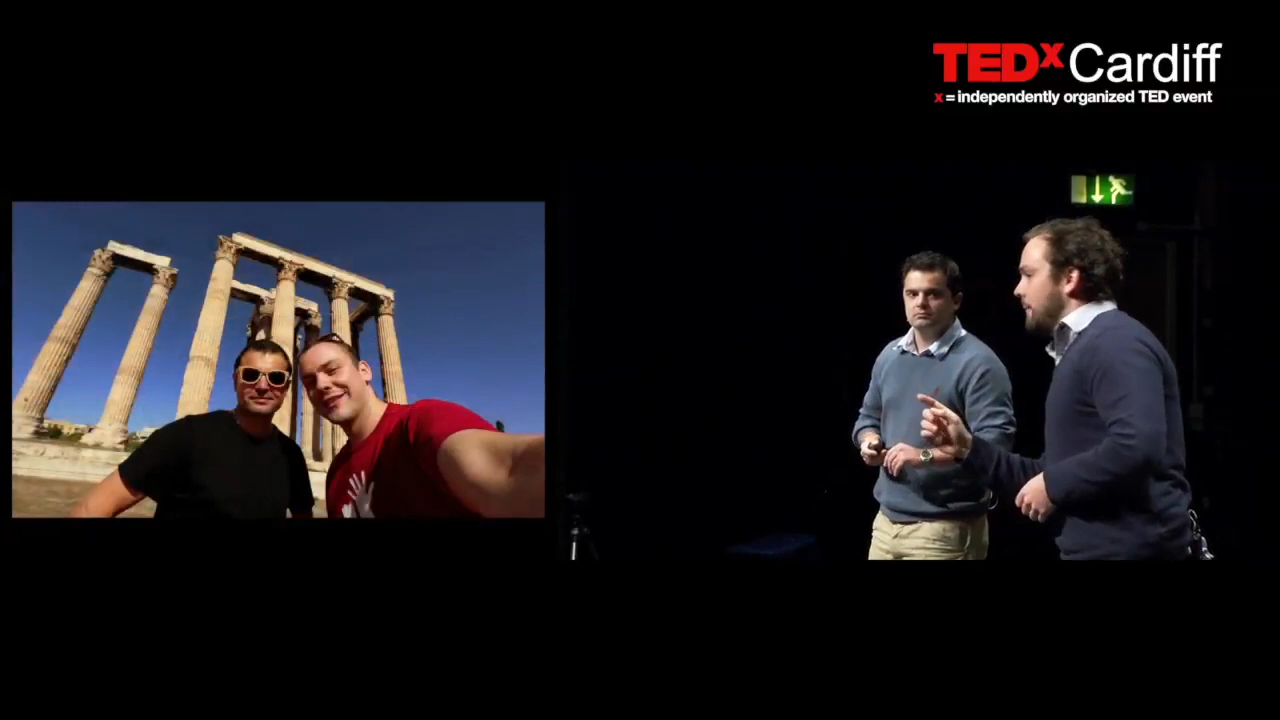 TEDxCardiff
x = independently organized TED event